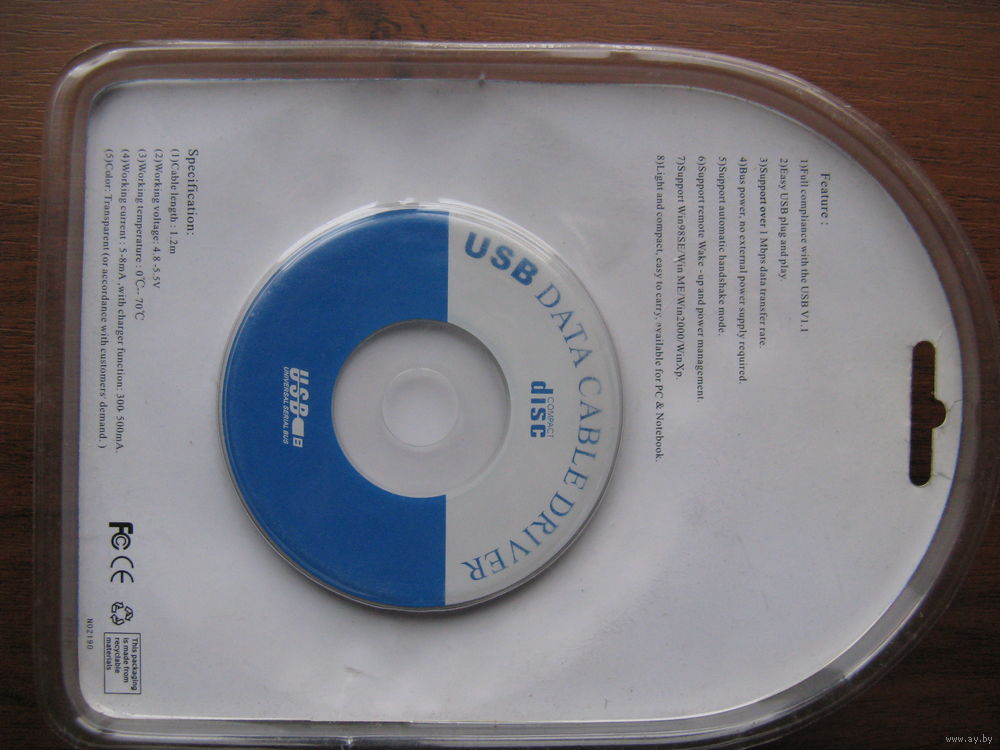 Feature :
1)Full compliance with the USB V1.1
2)Easy USB plug and play.
3)Support over 1 Mbps data transfer rate.
4)Bus power, no external power supply required.
5)Support automatic handshake mode.
6)Support remote Wake -up and power management.
7)Support Win98SE/Win ME/Win2000/WinXp.
8)Light and compact, easy to carry, available for PC & Notebook.
USB DATA CABLE DRIVER
COMPACT
disc
USB
UNIVERSAL SERIAL BUS
Specification:
(1)Cable length : 1.2m
(2)Working voltage: 4.8 -5.5V
(3)Working temperature : 0℃-- 70℃
(4)Working current : 5 -8mA ,with charger function: 300- 500mA.
(5)Color: Transparent (or accordance with customers' demand. )
FC CE
This packaging
is made from
recyclable
materials
N02190
www.ay.by